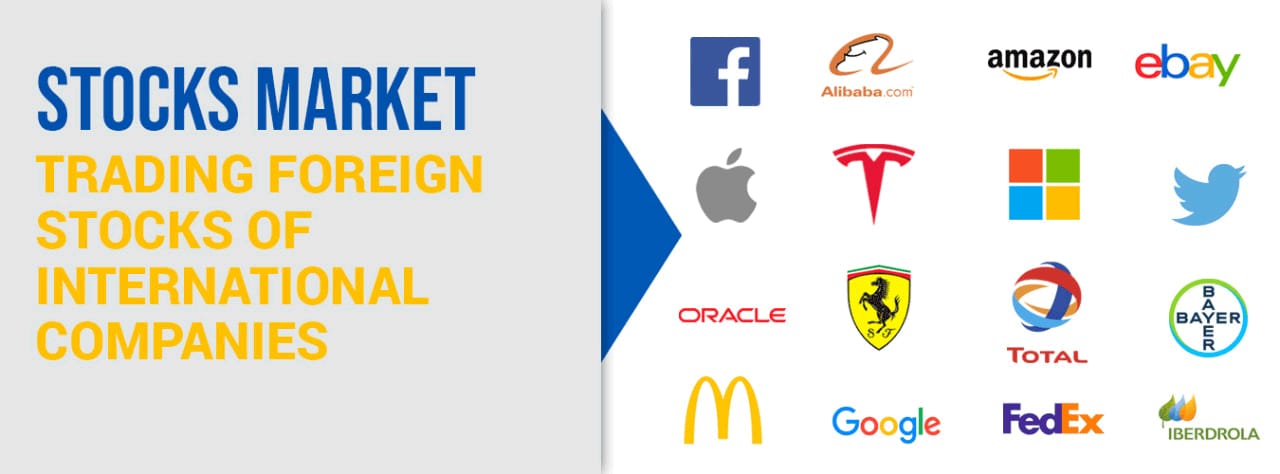 STOCKS MARKET
TRADING FOREIGN
STOCKS OF
INTERNATIONAL
COMPANIES
f
Alibaba.com
amazon
ebay
ORACLE
S F
TOTAL
BAYER
BAYER
Google
FedEx
IBERDROLA